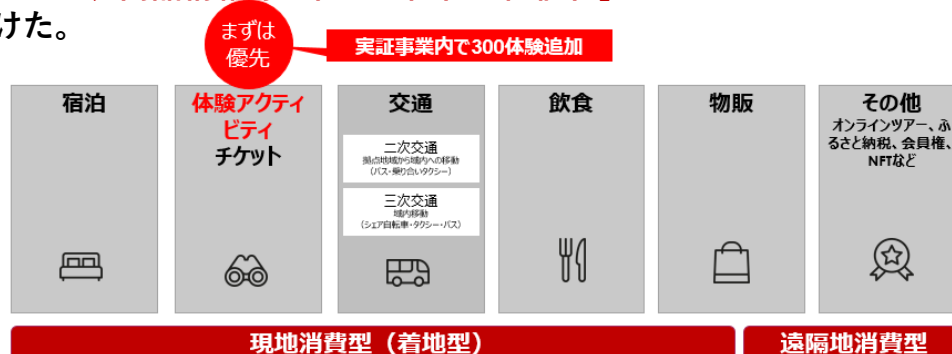 けた。
まずは
優先
実証事業内で300体験追加
宿泊
体験アクティ
ビティ
チケット
交通
二次交通
拠点地域から域内への移動
(バス・乗り合いタクシー)
三次交通
域内移動
(シェア自転車・タクシー・バス)
飲食
物販
その他
オンラインツアー、ふ
るさと納税、会員権、
NFTなど
現地消費型(着地型)
遠隔地消費型